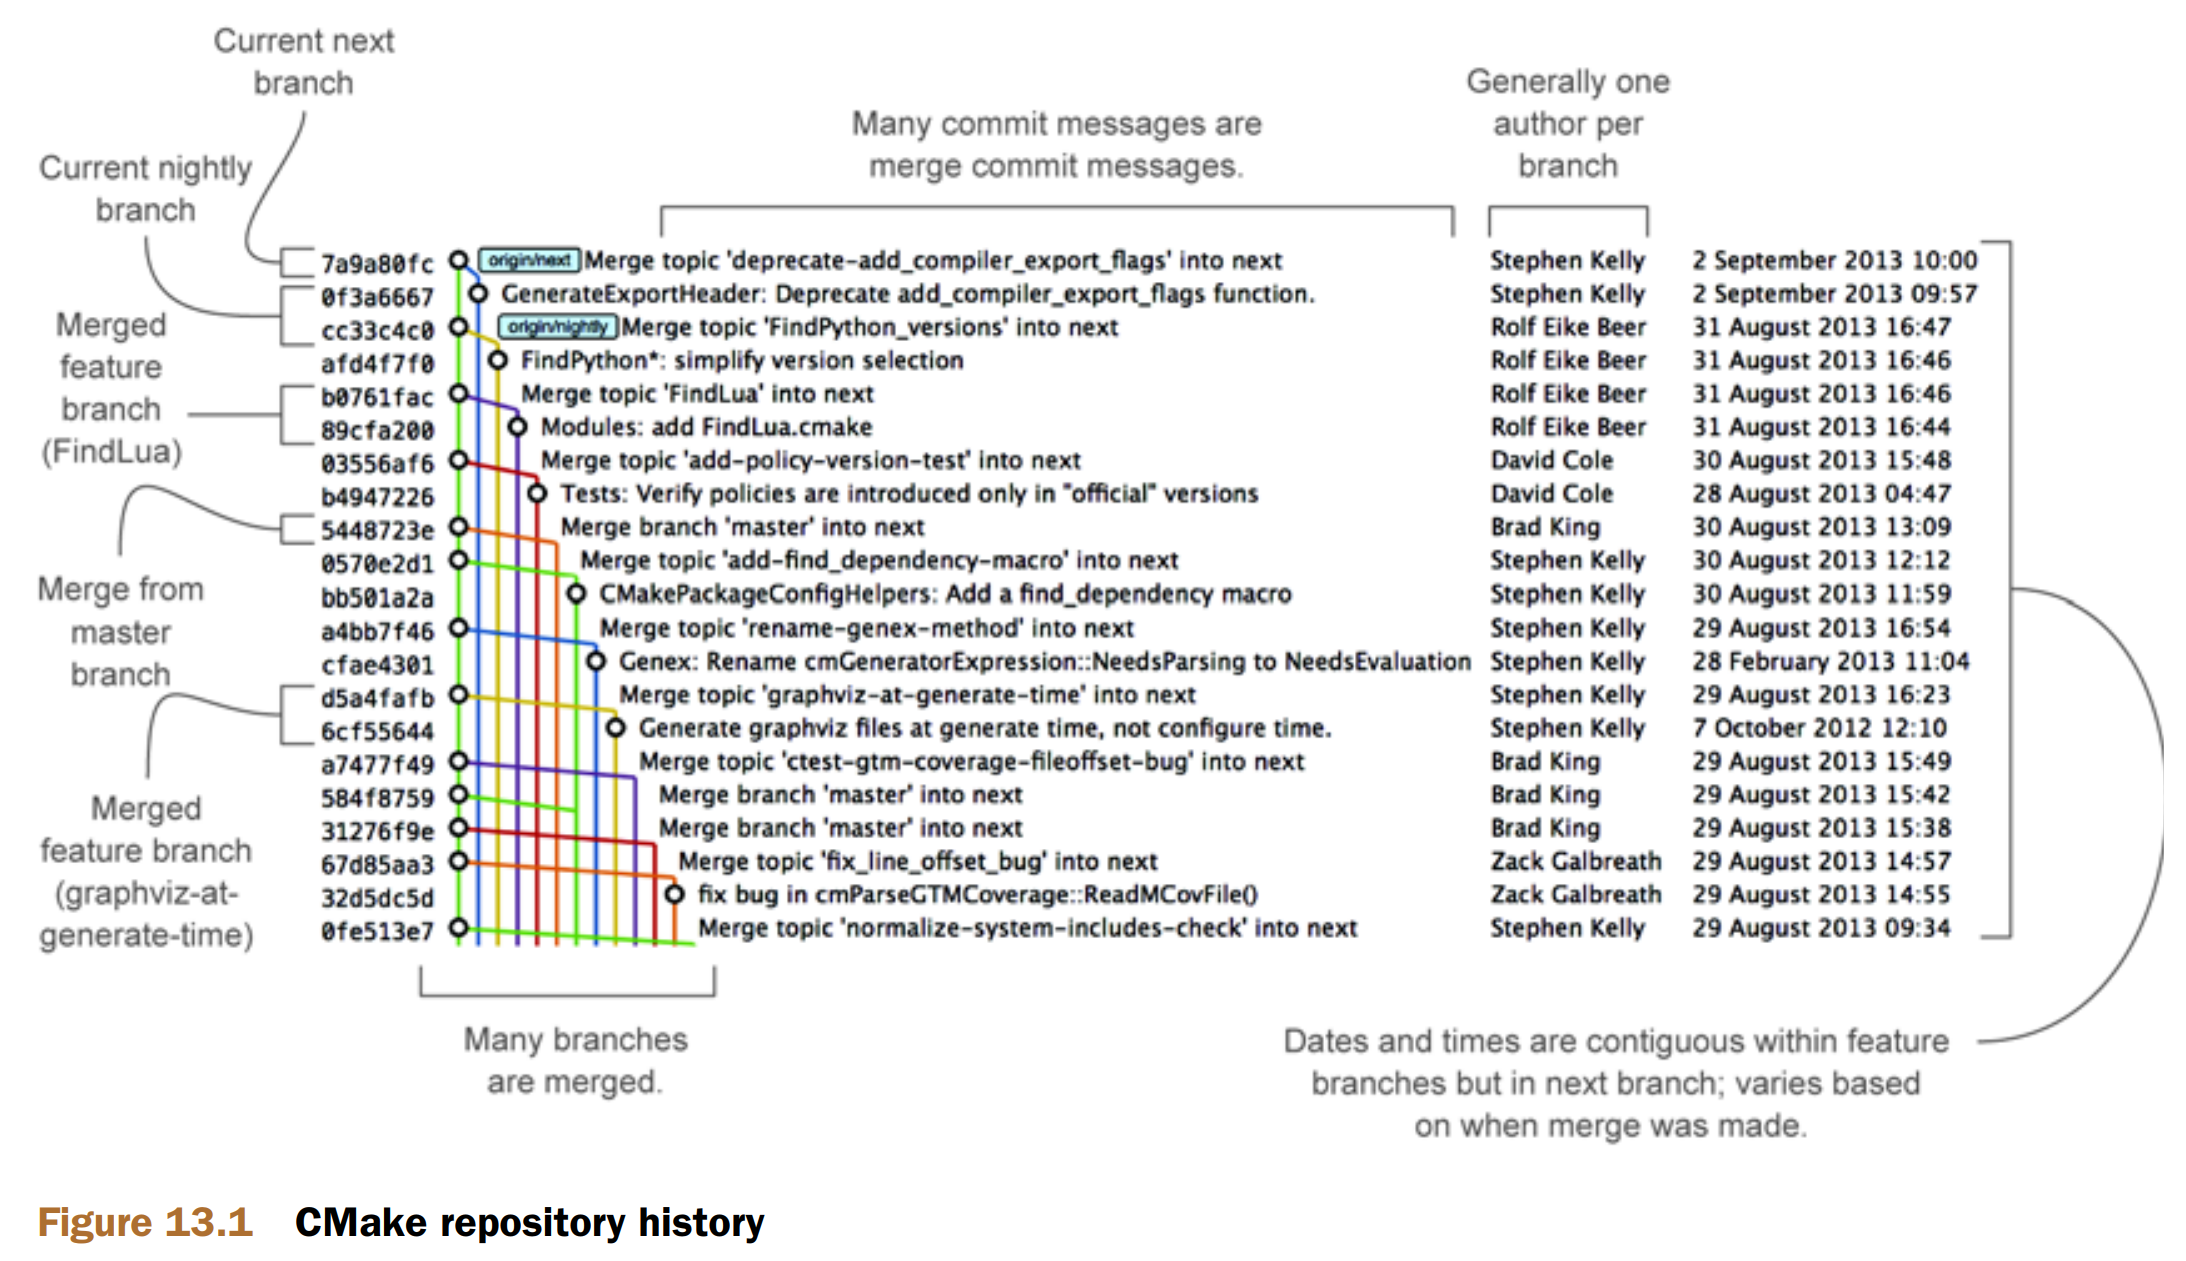 Current next
branch
Generally one
author per
branch
Many commit messages are
merge commit messages.
Current nightly
branch
7a9a80fc origin/next Merge topic 'deprecate-add_compiler_export_flags' into next Stephen Kelly 2 September 2013 10:00
0f3a6667 GenerateExportHeader: Deprecate add_compiler_export_flags function. Stephen Kelly 2 September 2013 09:57
cc33c4c0 origin/nightly Merge topic 'FindPython_versions' into next Rolf Eike Beer 31 August 2013 16:47
afd4f7f0 FindPython*: simplify version selection Rolf Eike Beer 31 August 2013 16:46
b0761fac Merge topic 'FindLua' into next Rolf Eike Beer 31 August 2013 16:46
89cfa200 Modules: add FindLua.cmake Rolf Eike Beer 31 August 2013 16:44
03556af6 Merge topic 'add-policy-version-test' into next David Cole 30 August 2013 15:48
b4947226 Tests: Verify policies are introduced only in "official" versions David Cole 28 August 2013 04:47
5448723e Merge branch 'master' into next Brad King 30 August 2013 13:09
0570e2d1 Merge topic 'add-find_dependency-macro' into next Stephen Kelly 30 August 2013 12:12
bb501a2a CMakePackageConfigHelpers: Add a find_dependency macro Stephen Kelly 30 August 2013 11:59
a4bb7f46 Merge topic 'rename-genex-method' into next Stephen Kelly 29 August 2013 16:54
cfae4301 Genex: Rename cmGeneratorExpression::NeedsParsing to NeedsEvaluation Stephen Kelly 28 February 2013 11:04
d5a4fafb Merge topic 'graphviz-at-generate-time' into next Stephen Kelly 29 August 2013 16:23
6cf55644 Generate graphviz files at generate time, not configure time. Stephen Kelly 7 October 2012 12:10
a7477f49 Merge topic 'ctest-gtm-coverage-fileoffset-bug' into next Brad King 29 August 2013 15:49
584f8759 Merge branch 'master' into next Brad King 29 August 2013 15:42
31276f9e Merge branch 'master' into next Brad King 29 August 2013 15:38
67d85aa3 Merge topic 'fix_line_offset_bug' into next Zack Galbreath 29 August 2013 14:57
32d5dc5d fix bug in cmParseGTMCoverage::ReadMCovFile() Zack Galbreath 29 August 2013 14:55
0fe513e7 Merge topic 'normalize-system-includes-check' into next Stephen Kelly 29 August 2013 09:34
Merged
feature
branch
(FindLua)
Merge from
master
branch
Merged
feature branch
(graphviz-at-
generate-time)
Many branches
are merged.
Dates and times are contiguous within feature
branches but in next branch; varies based
on when merge was made.
Figure 13.1 CMake repository history